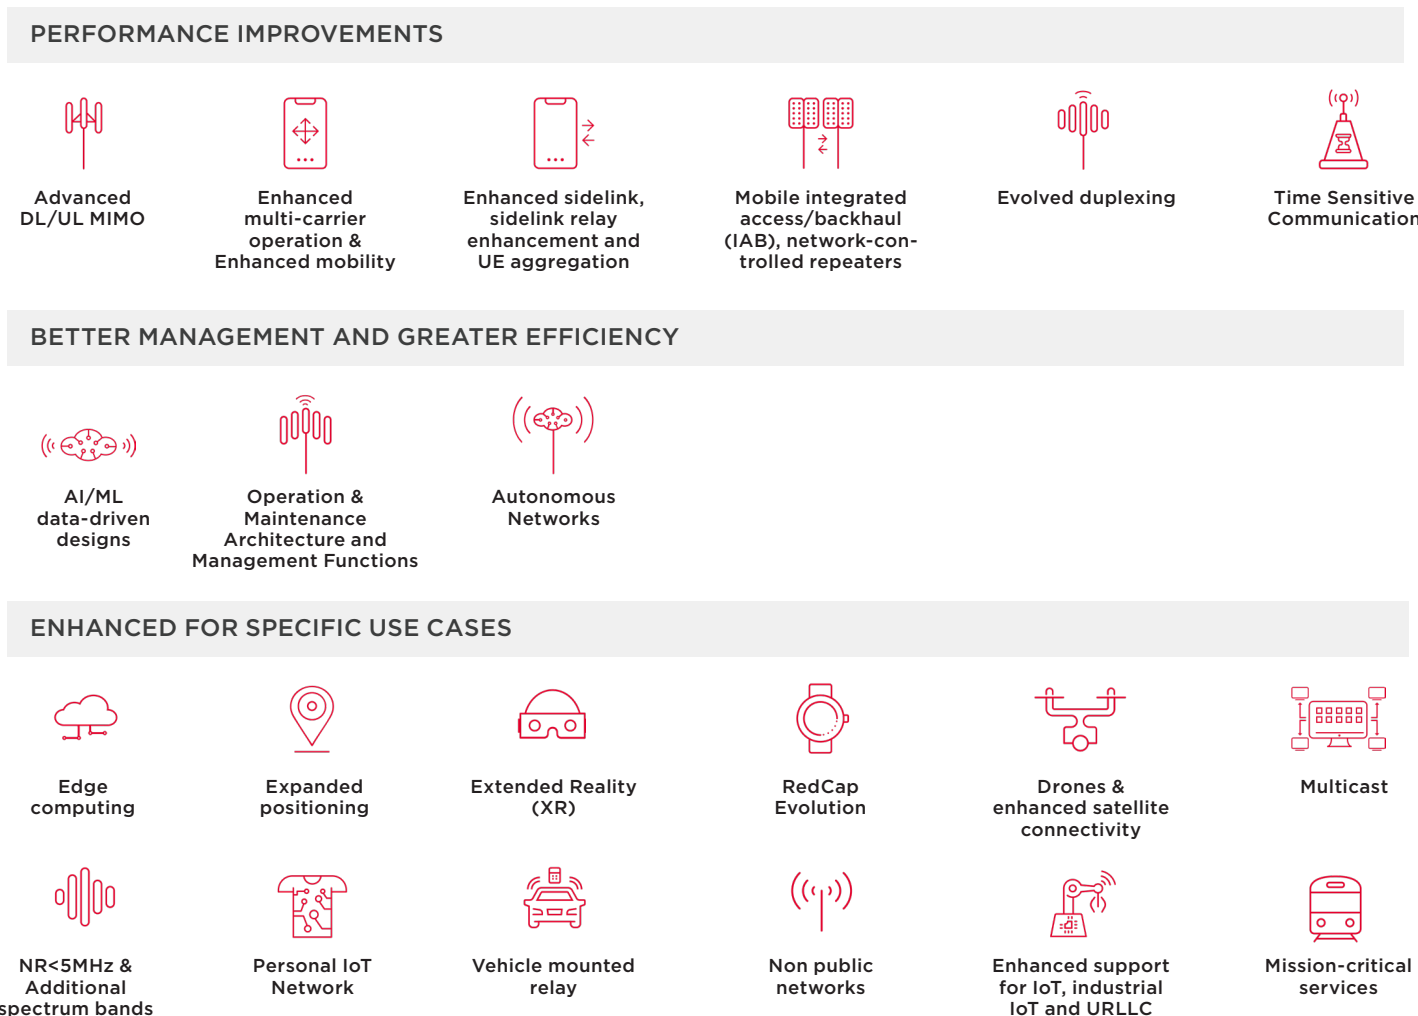 PERFORMANCE IMPROVEMENTS
Advanced
DL/UL MIMO
Enhanced
multi-carrier
operation &
Enhanced mobility
Enhanced sidelink,
sidelink relay
enhancement and
UE aggregation
Mobile integrated
access/backhaul
(IAB), network-con-
trolled repeaters
Evolved duplexing
Time Sensitive
Communication
BETTER MANAGEMENT AND GREATER EFFICIENCY
AI/ML
data-driven
designs
Operation &
Maintenance
Architecture and
Management Functions
Autonomous
Networks
ENHANCED FOR SPECIFIC USE CASES
Edge
computing
Expanded
positioning
Extended Reality
(XR)
RedCap
Evolution
Drones &
enhanced satellite
connectivity
Multicast
NR<5MHz &
Additional
spectrum bands
Personal IoT
Network
Vehicle mounted
relay
Non public
networks
Enhanced support
for IoT, industrial
IoT and URLLC
Mission-critical
services